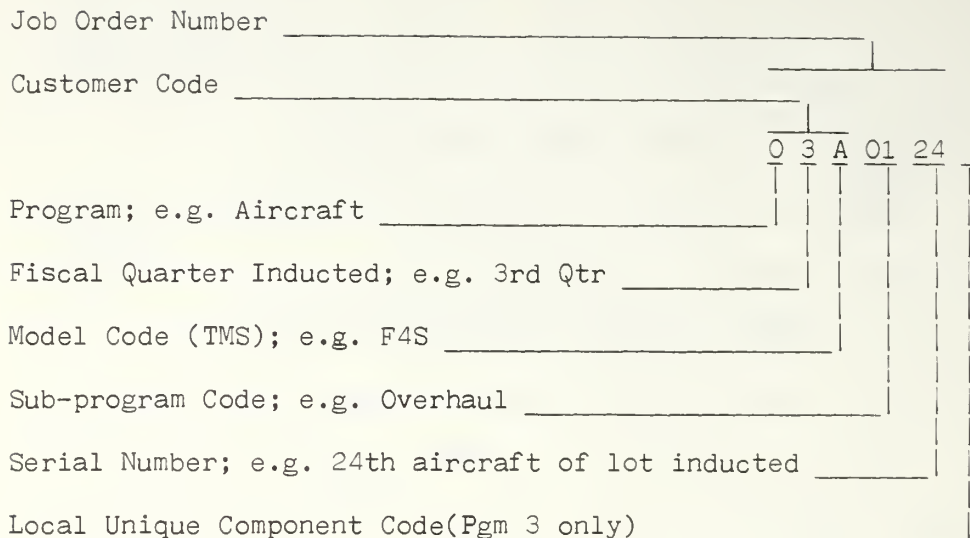 Job Order Number
Customer Code
0 3 A 01 24 _
Program; e.g. Aircraft
Fiscal Quarter Inducted; e.g. 3rd Qtr
Model Code (TMS); e.g. F4S
Sub-program Code; e.g. Overhaul
Serial Number; e.g. 24th aircraft of lot inducted
Local Unique Component Code(Pgm 3 only)